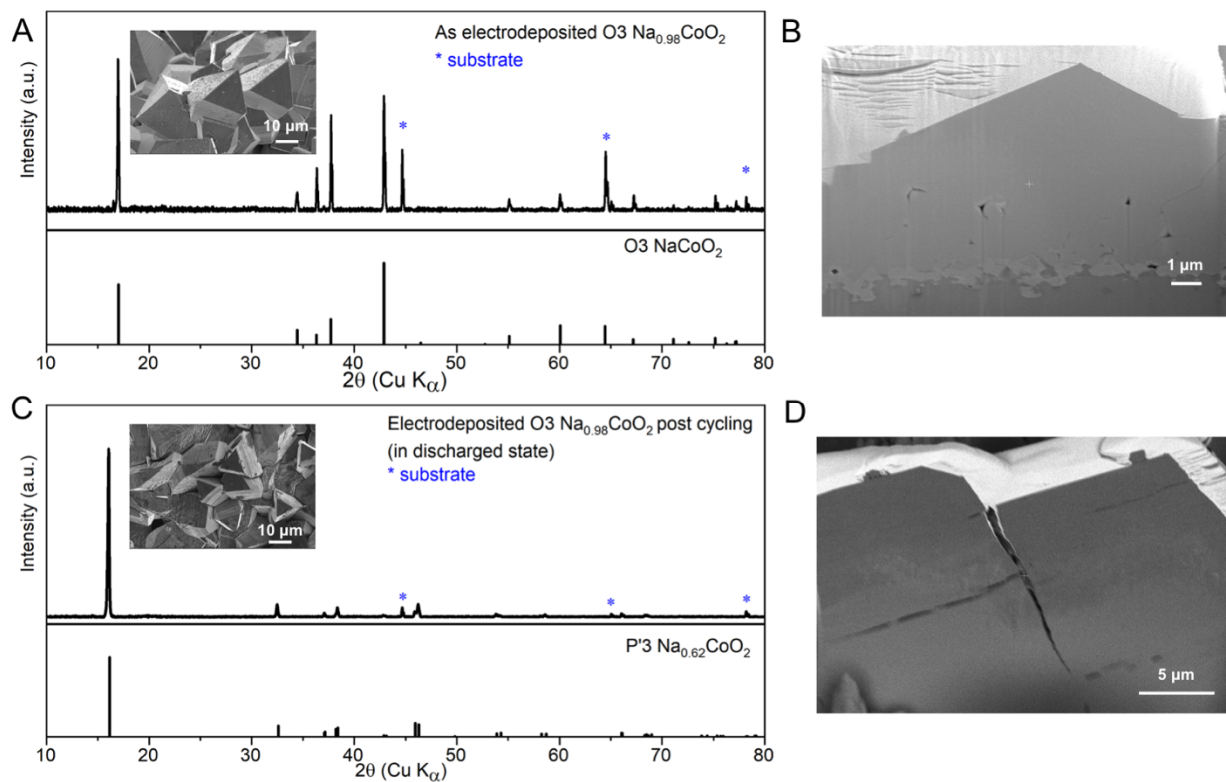 A
Intensity (a.u.)
As electrodeposited O3 Na₀.₉₈CoO₂
* substrate
10 µm
*
*
*
O3 NaCoO₂
10 20 30 40 50 60 70 80
2θ (Cu Kα)
B
1 µm
C
Intensity (a.u.)
Electrodeposited O3 Na₀.₉₈CoO₂ post cycling
(in discharged state)
* substrate
10 µm
*
*
*
P'3 Na₀.₆₂CoO₂
10 20 30 40 50 60 70 80
2θ (Cu Kα)
D
5 µm